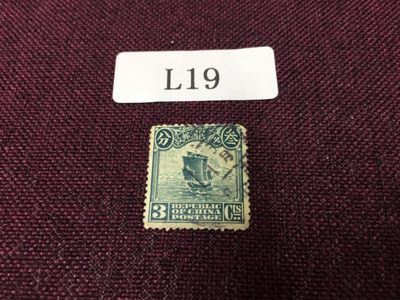 L19
分 叁
3 REPUBLIC Cts
OF CHINA
POSTAGE